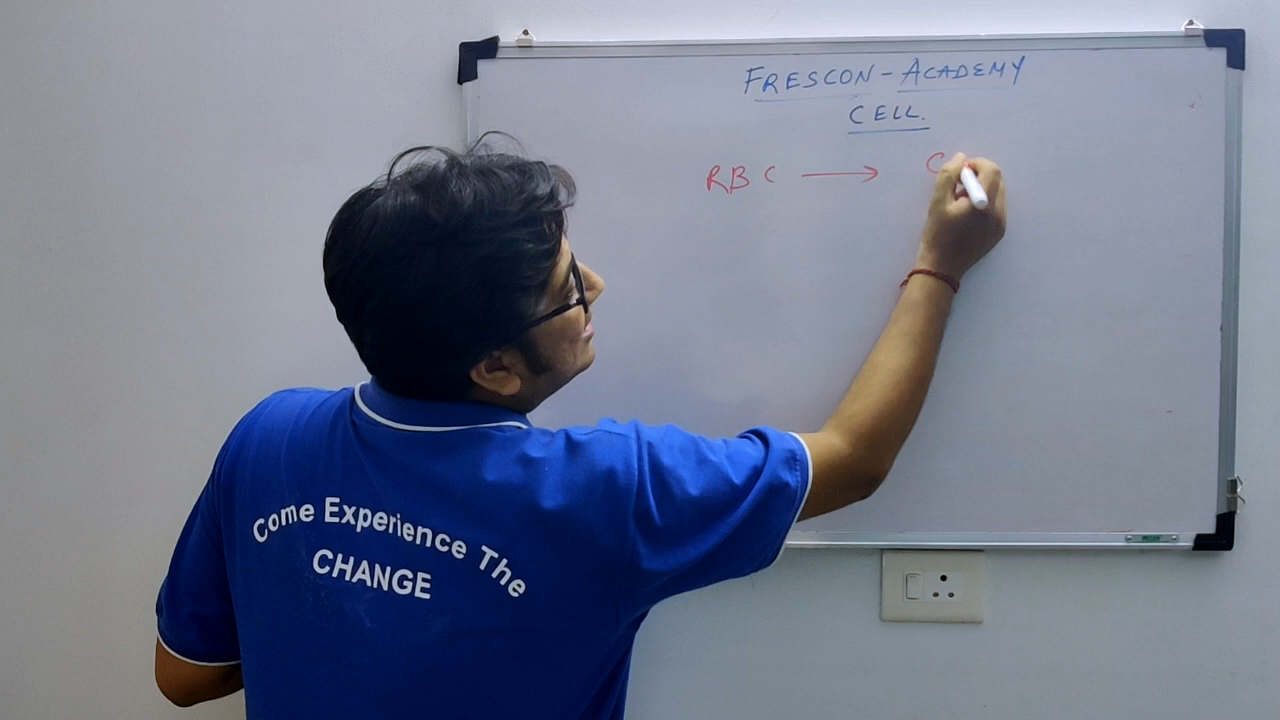 FRESCON - ACADEMY
CELL.
RBC → C
Come Experience The
CHANGE